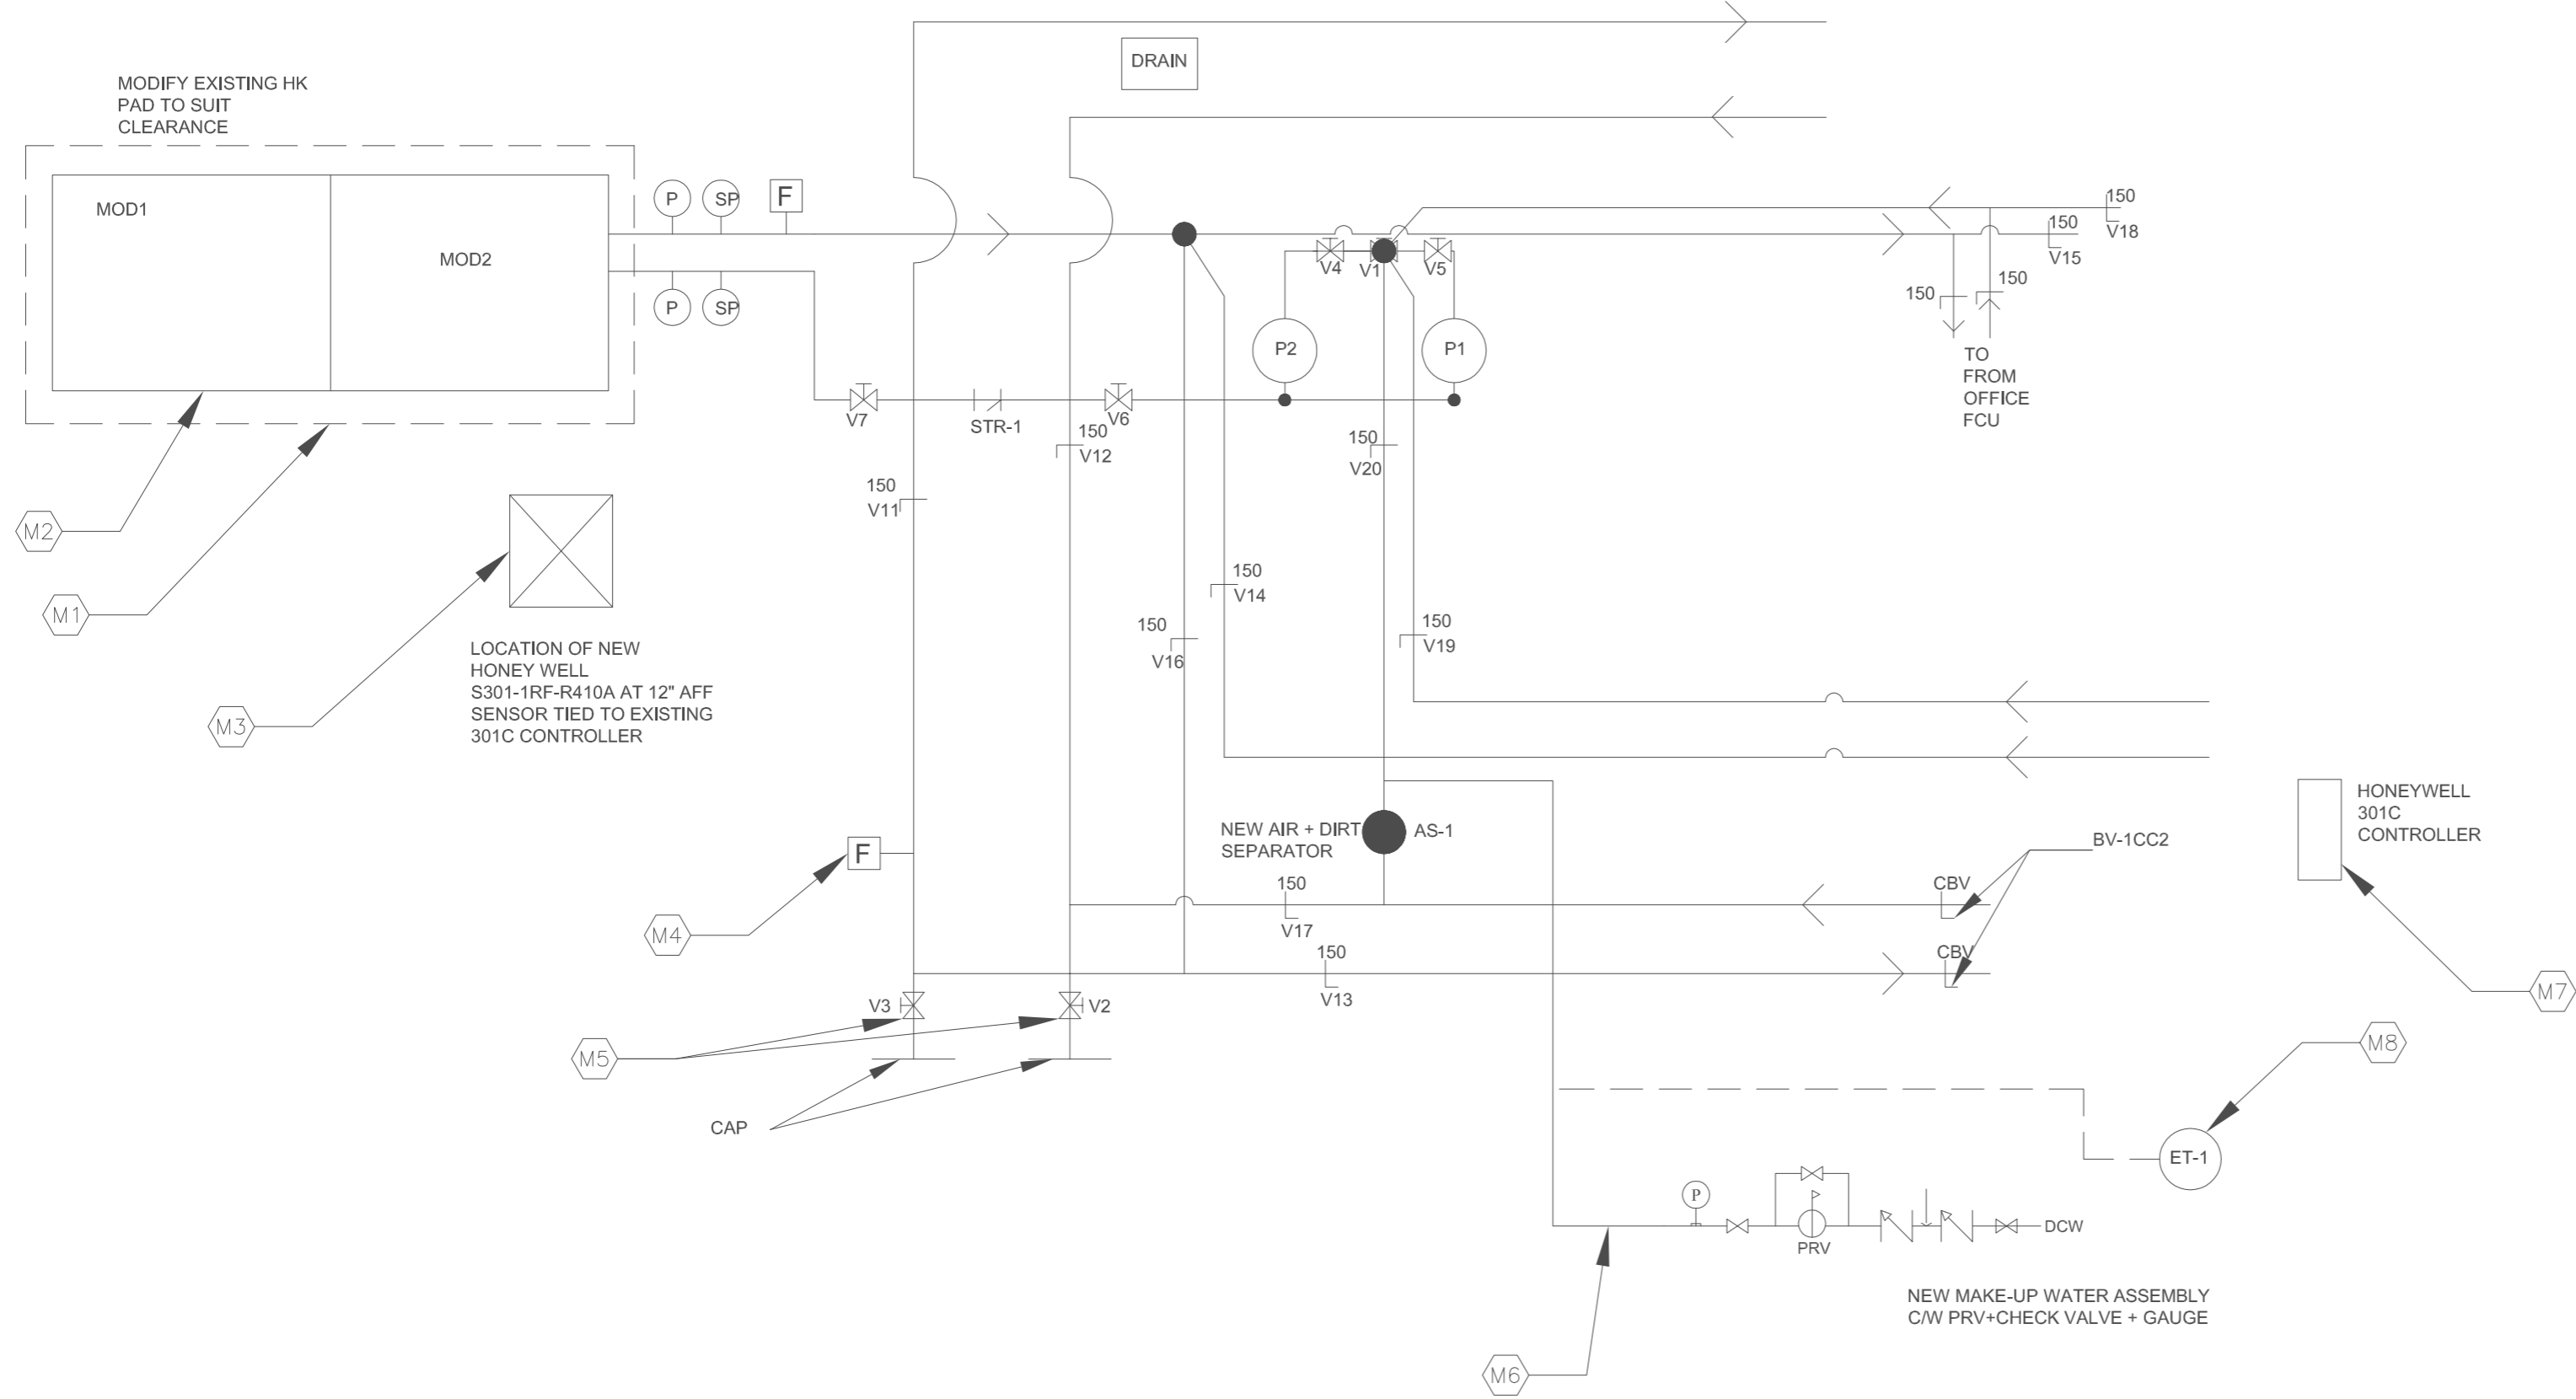 DRAIN
MODIFY EXISTING HK
PAD TO SUIT
CLEARANCE
MOD1
MOD2
P
SP
F
P
SP
150
V18
150
V15
V4
V1
V5
150
150
P2
P1
TO
FROM
OFFICE
FCU
V7
STR-1
V6
150
V12
150
V20
150
V11
M2
M1
150
V14
150
V16
150
V19
LOCATION OF NEW
HONEY WELL
S301-1RF-R410A AT 12" AFF
SENSOR TIED TO EXISTING
301C CONTROLLER
M3
NEW AIR + DIRT
SEPARATOR
AS-1
HONEYWELL
301C
CONTROLLER
BV-1CC2
F
M4
150
V17
CBV
150
V13
CBV
V3
V2
M5
M7
M8
CAP
ET-1
P
PRV
DCW
NEW MAKE-UP WATER ASSEMBLY
C/W PRV+CHECK VALVE + GAUGE
M6